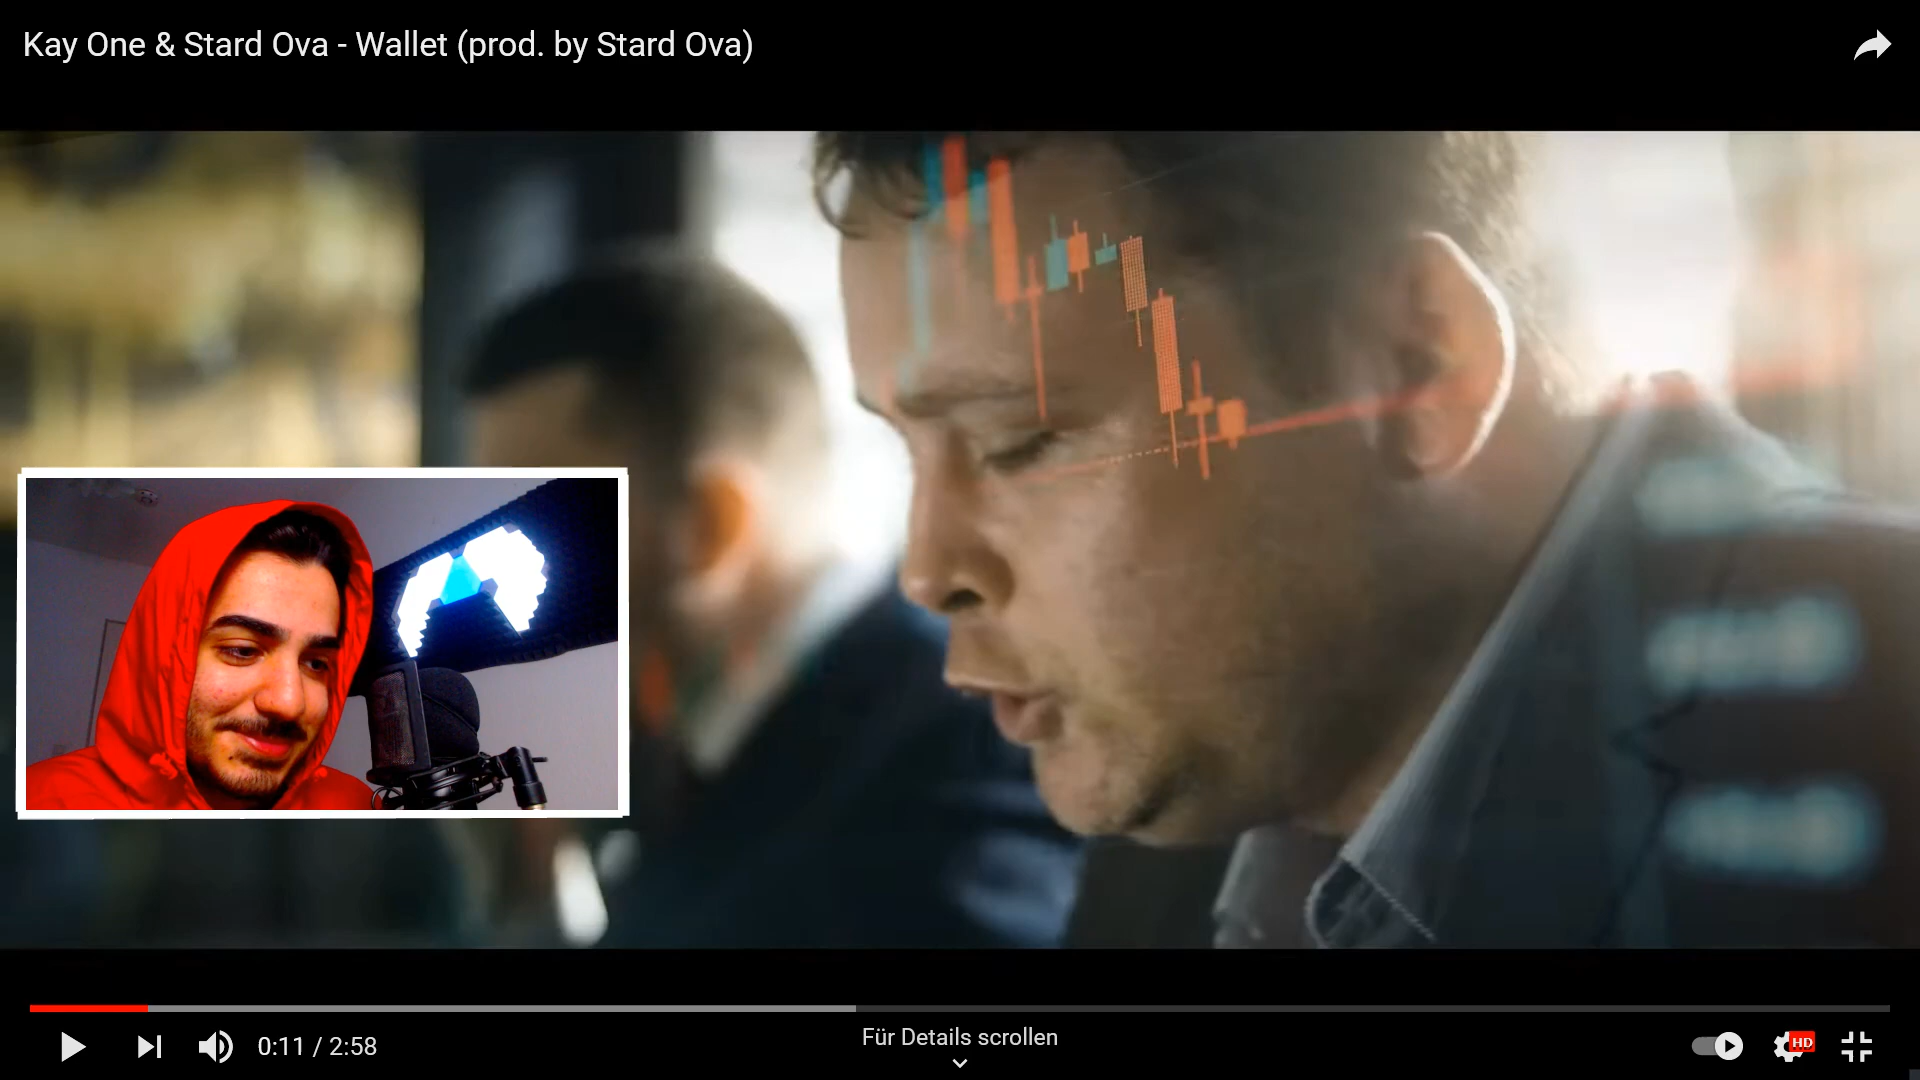 Kay One & Stard Ova - Wallet (prod. by Stard Ova)
0:11 / 2:58
Für Details scrollen
HD